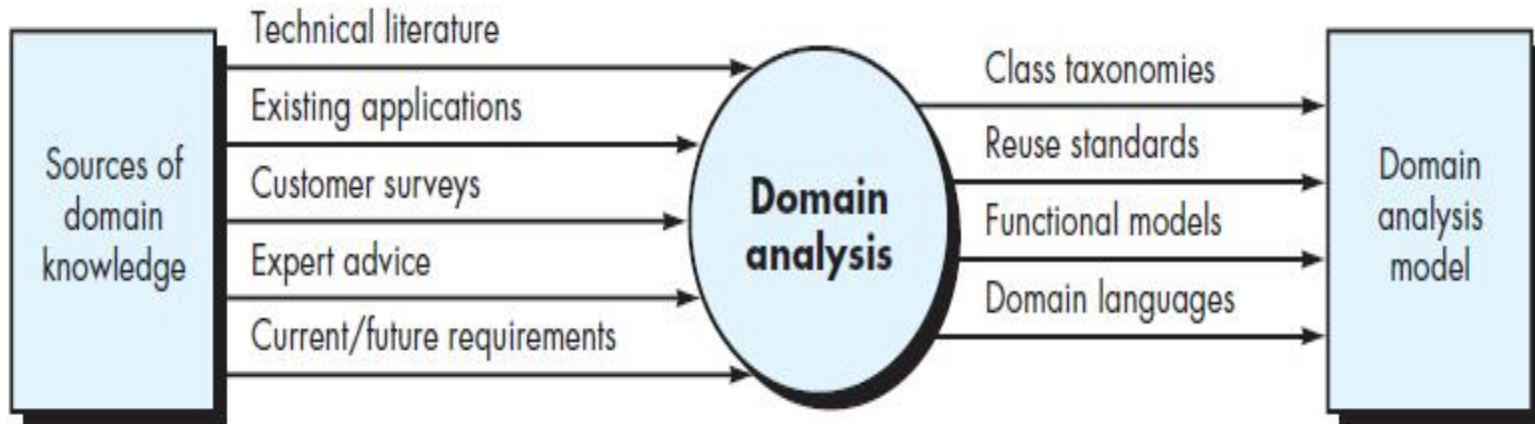 Sources of
domain
knowledge
Technical literature
Existing applications
Customer surveys
Expert advice
Current/future requirements
Domain
analysis
Class taxonomies
Reuse standards
Functional models
Domain languages
Domain
analysis
model